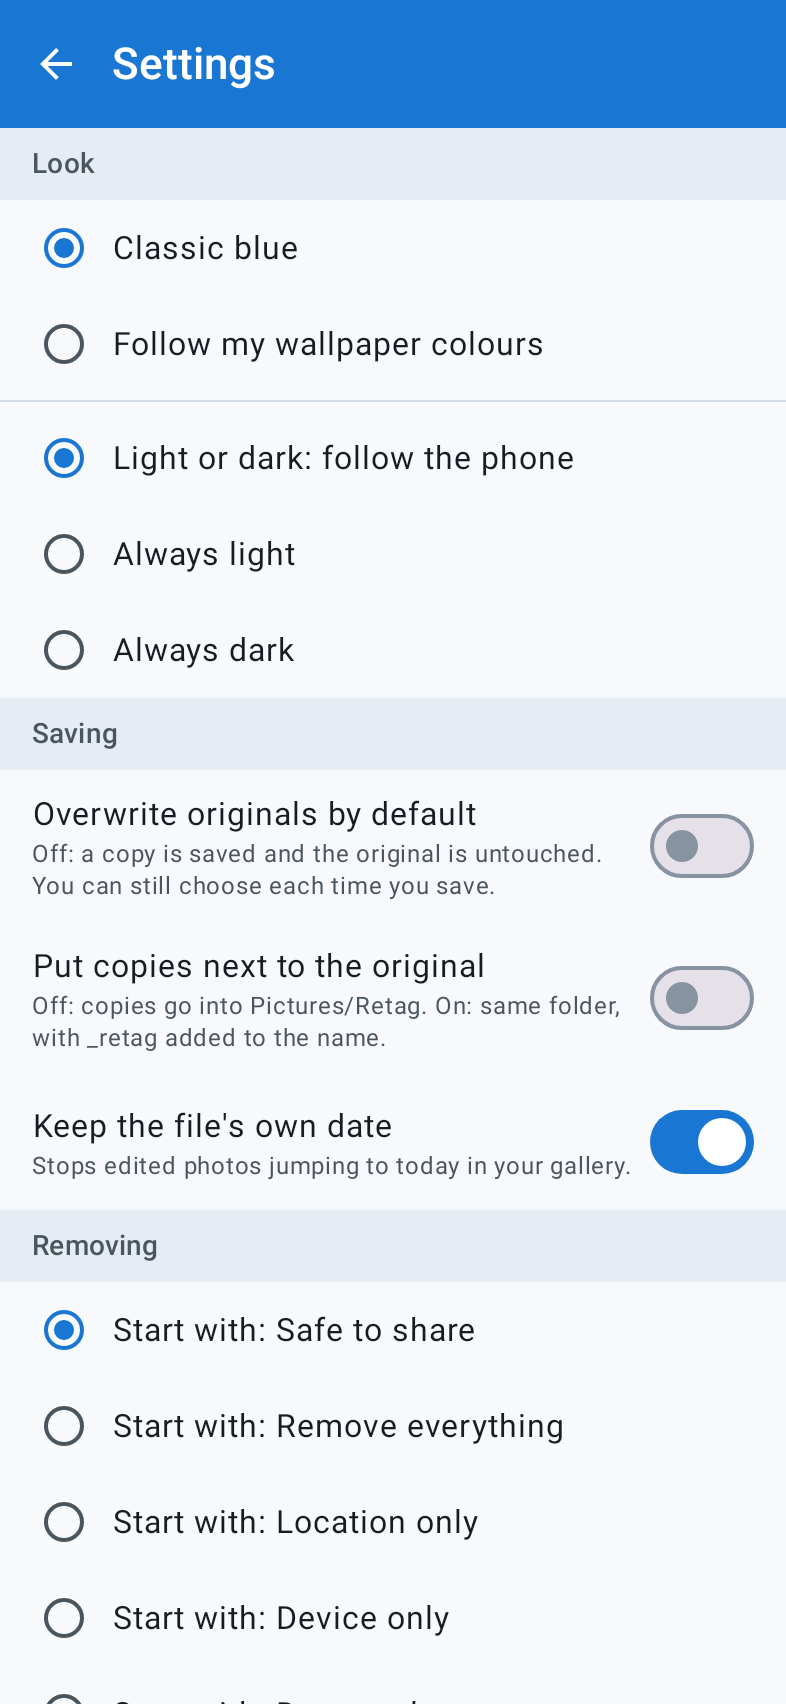 Settings
Look
Classic blue
Follow my wallpaper colours
Light or dark: follow the phone
Always light
Always dark
Saving
Overwrite originals by default
Off: a copy is saved and the original is untouched.
You can still choose each time you save.
Put copies next to the original
Off: copies go into Pictures/Retag. On: same folder,
with _retag added to the name.
Keep the file's own date
Stops edited photos jumping to today in your gallery.
Removing
Start with: Safe to share
Start with: Remove everything
Start with: Location only
Start with: Device only